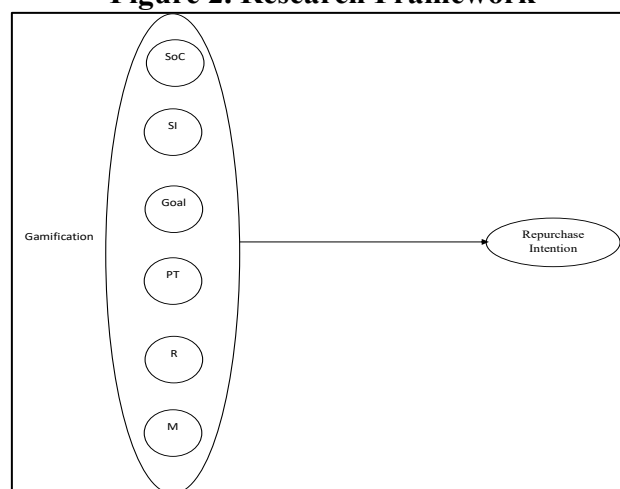 Figure 2. Research Framework
SoC
SI
Goal
Gamification
Repurchase
Intention
PT
R
M